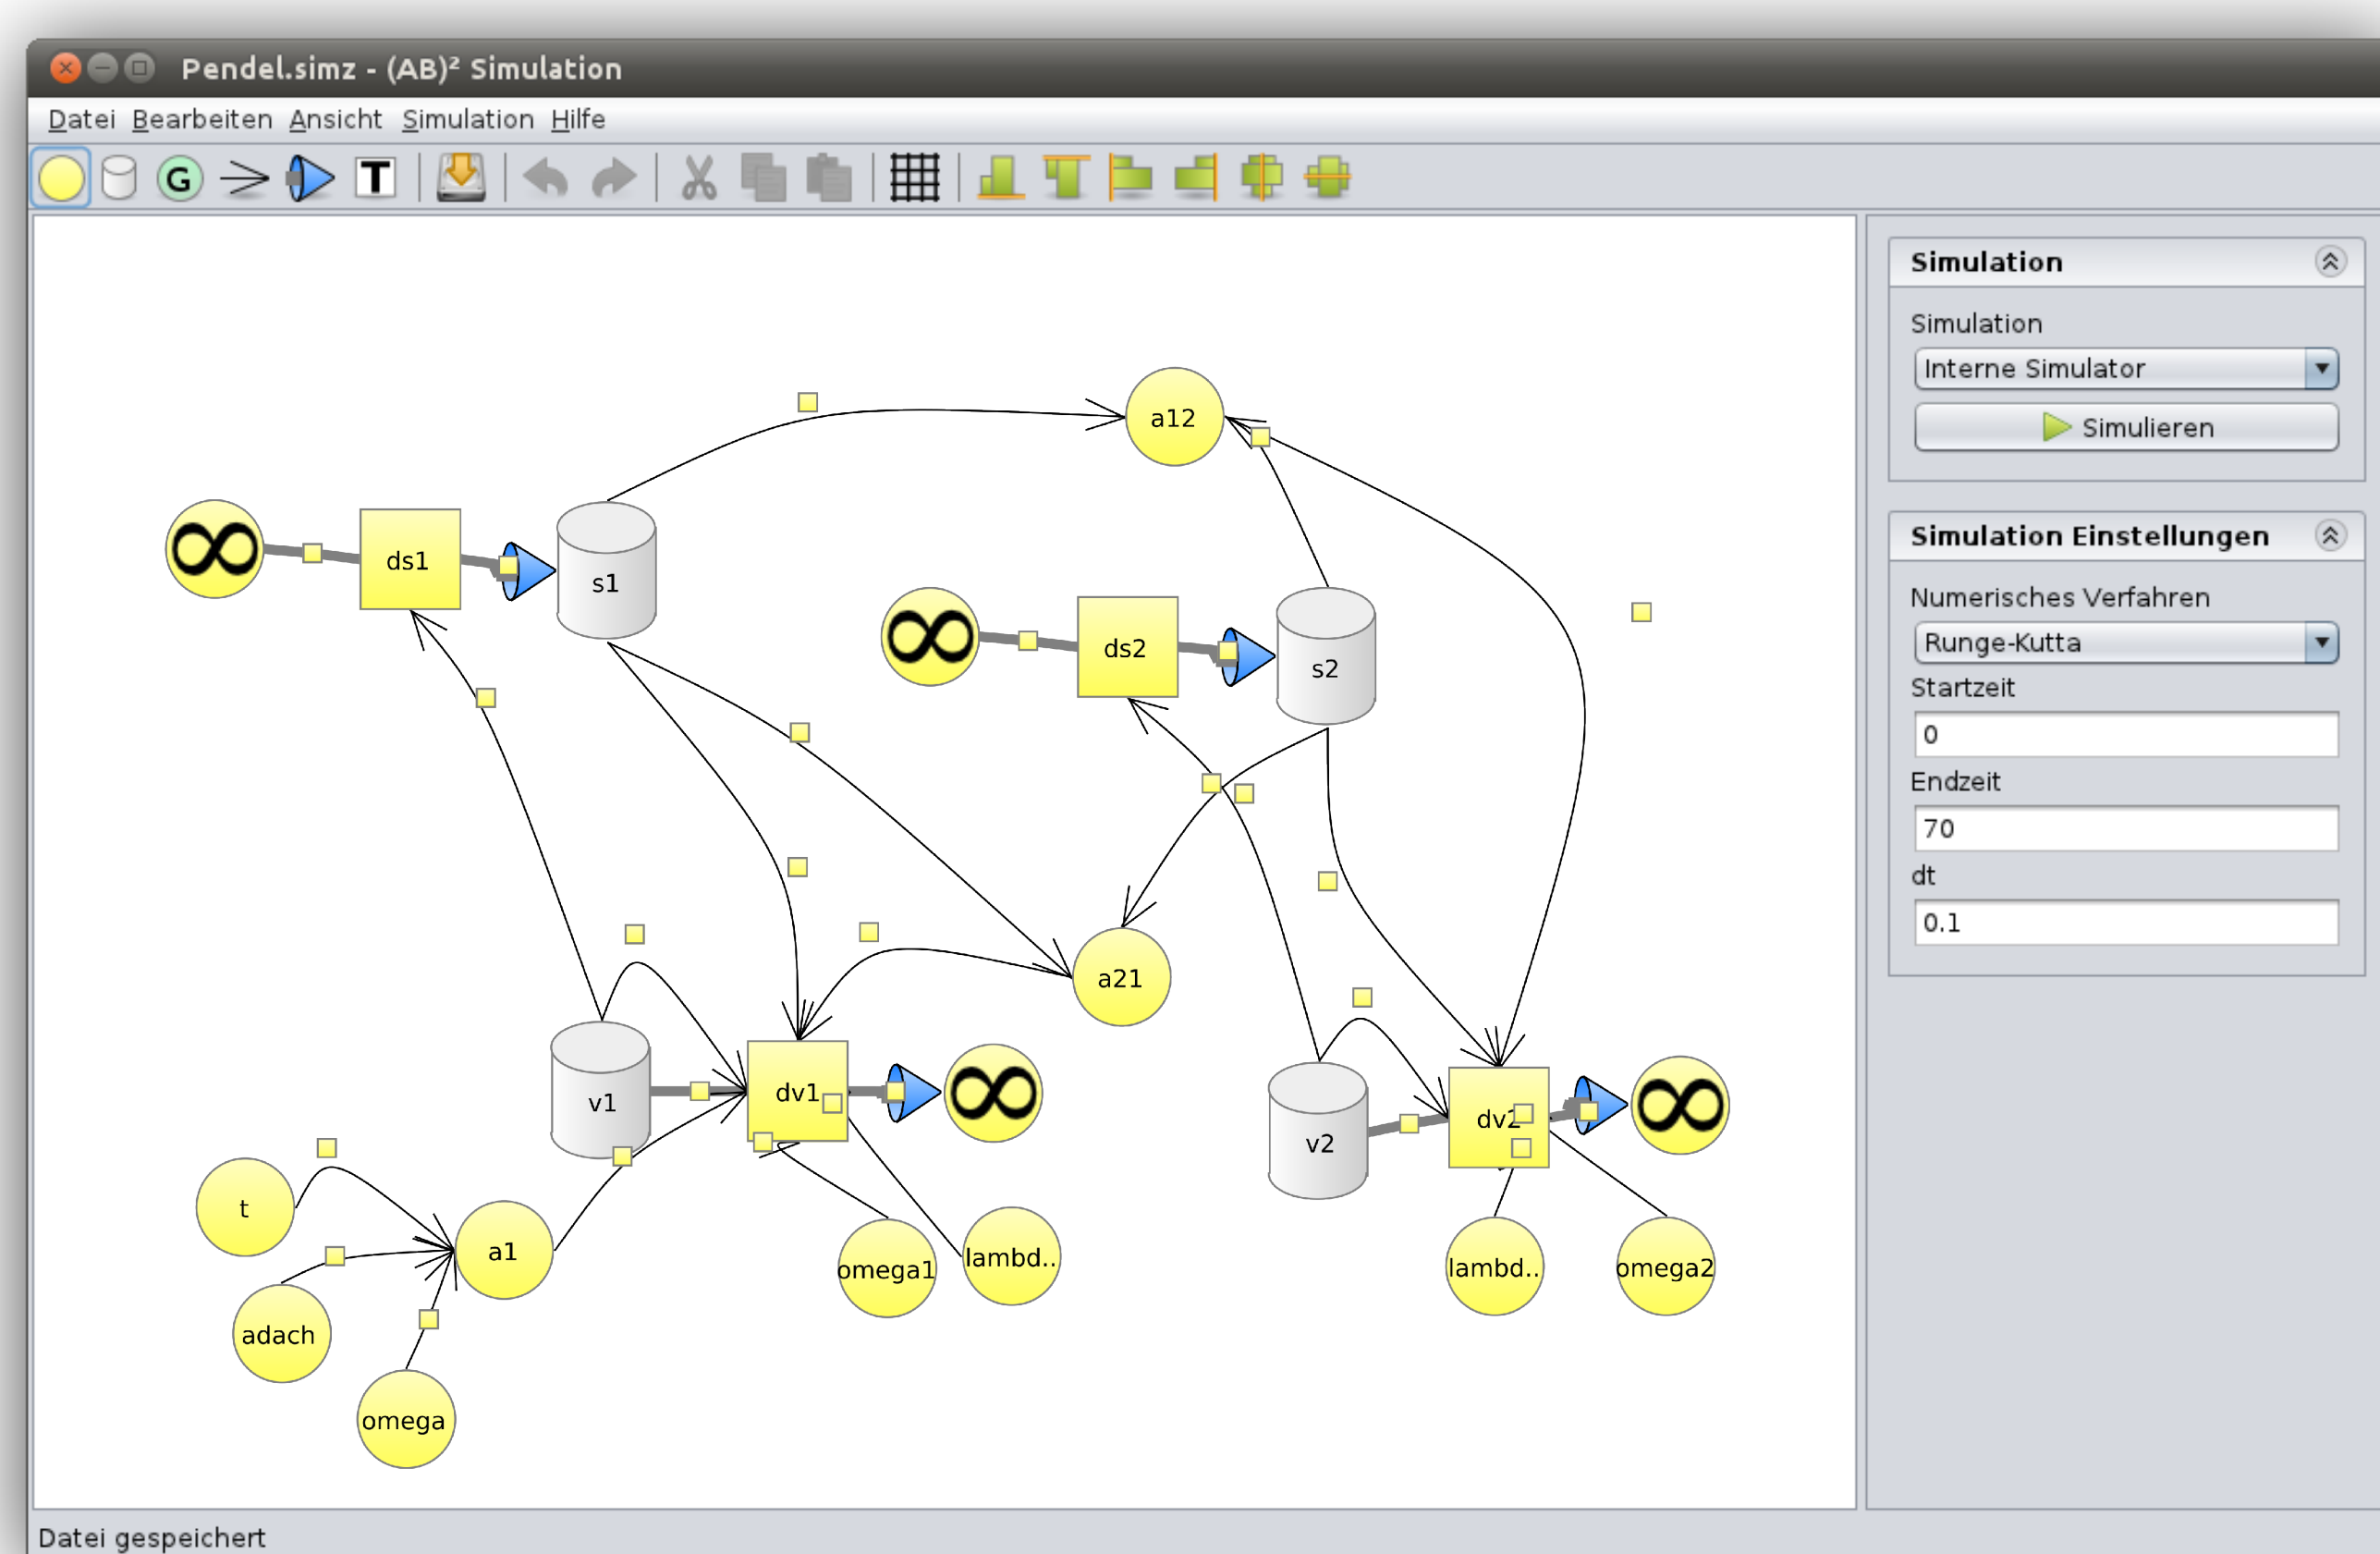 Pendel.simz - (AB)² Simulation
Datei Bearbeiten Ansicht Simulation Hilfe
G T
Simulation
Simulation
Interne Simulator
Simulieren
Simulation Einstellungen
Numerisches Verfahren
Runge-Kutta
Startzeit
0
Endzeit
70
dt
0.1
a12
ds1
s1
ds2
s2
a21
v1
dv1
v2
dv2
t
a1
adach
omega
omega1
lambd..
lambd..
omega2
Datei gespeichert